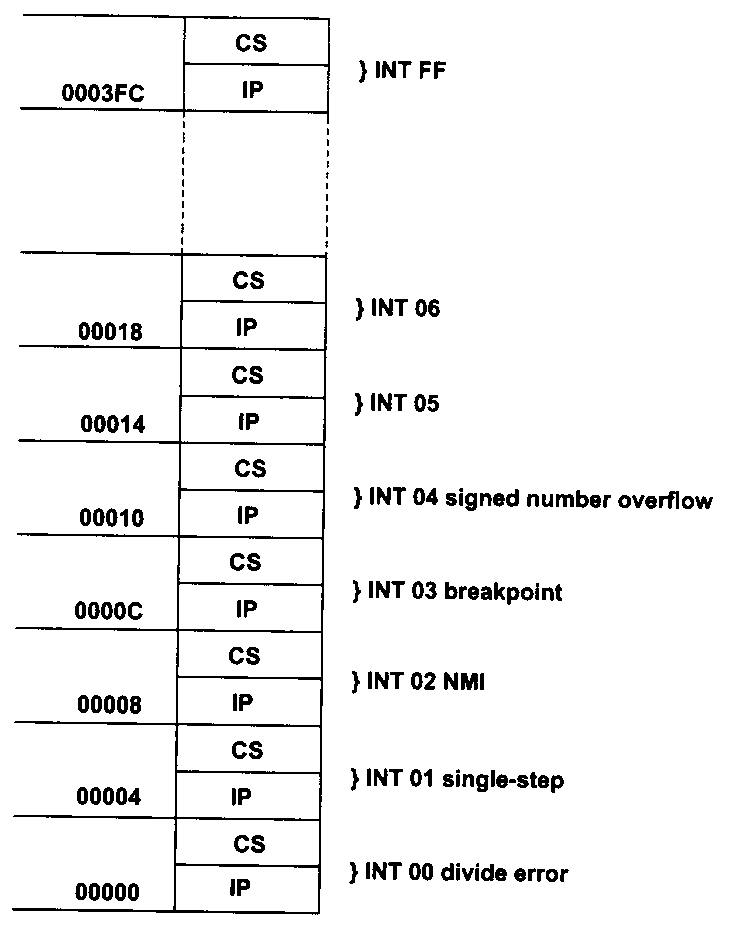 CS
} INT FF
0003FC IP
CS
} INT 06
00018 IP
CS
} INT 05
00014 IP
CS
} INT 04 signed number overflow
00010 IP
CS
} INT 03 breakpoint
0000C IP
CS
} INT 02 NMI
00008 IP
CS
} INT 01 single-step
00004 IP
CS
} INT 00 divide error
00000 IP